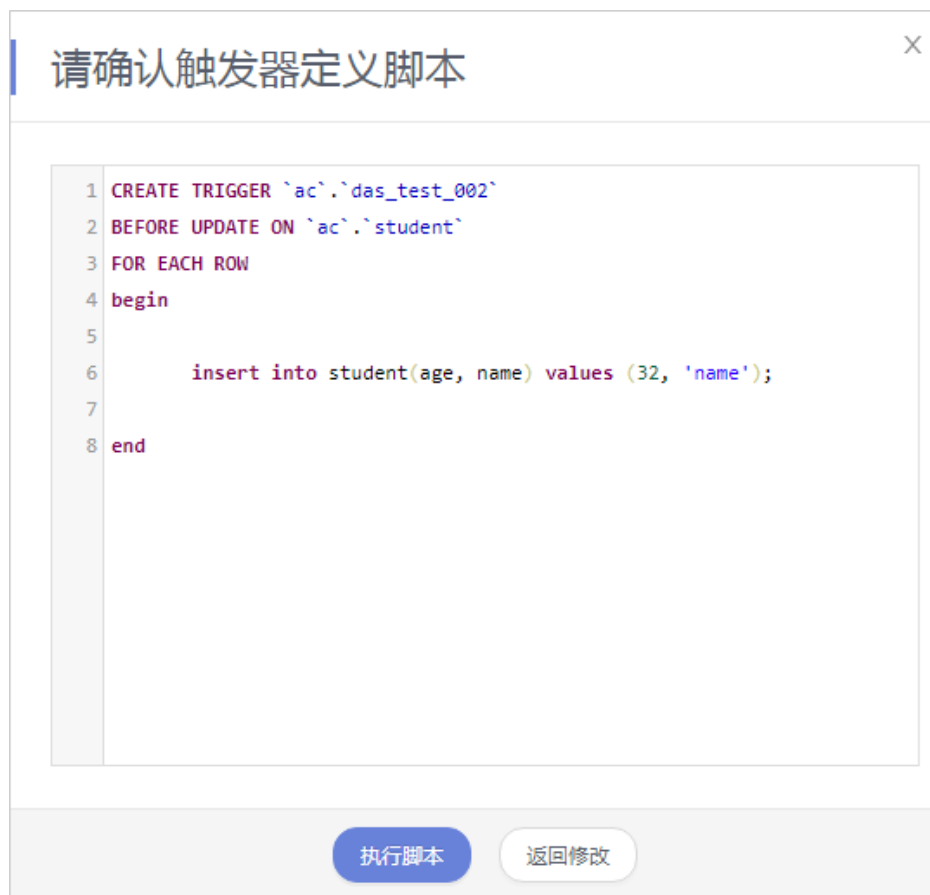 请确认触发器定义脚本
X
1 CREATE TRIGGER `ac`.`das_test_002`
2 BEFORE UPDATE ON `ac`.`student`
3 FOR EACH ROW
4 begin
5
6 insert into student(age, name) values (32, 'name');
7
8 end
执行脚本 返回修改